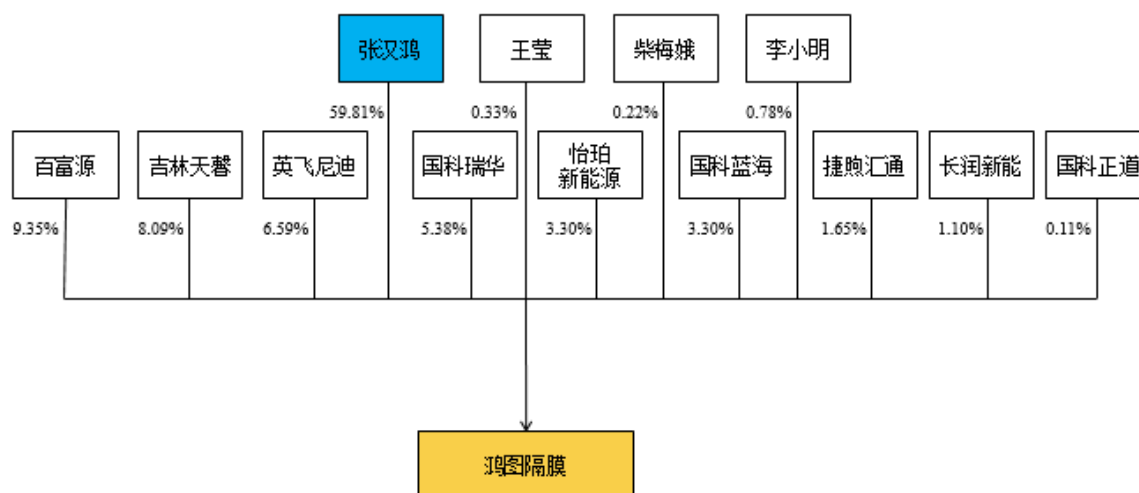 张汉鸿
王莹
柴梅娥
李小明
59.81%
0.33%
0.22%
0.78%
百富源
吉林天馨
英飞尼迪
国科瑞华
怡珀
新能源
国科蓝海
捷煦汇通
长润新能
国科正道
9.35%
8.09%
6.59%
5.38%
3.30%
3.30%
1.65%
1.10%
0.11%
鸿图隔膜